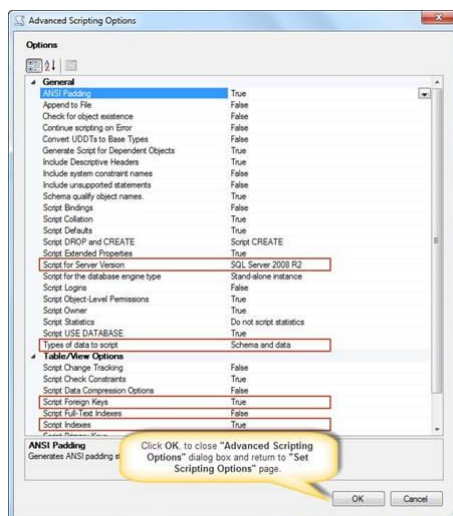 Advanced Scripting Options
Options
General
ANSI Padding True
Append to File False
Check for object existence False
Continue scripting on Error False
Convert UDDTs to Base Types False
Generate Script for Dependent Objects True
Include Descriptive Headers True
Include system constraint names False
Include unsupported statements False
Schema qualify object names. True
Script Bindings False
Script Collation True
Script Defaults True
Script DROP and CREATE Script CREATE
Script Extended Properties True
Script for Server Version SQL Server 2008 R2
Script for the database engine type Stand-alone instance
Script Logins False
Script Object-Level Permissions True
Script Owner True
Script Statistics Do not script statistics
Script USE DATABASE True
Types of data to script Schema and data
Table/View Options
Script Change Tracking False
Script Check Constraints True
Script Data Compression Options False
Script Foreign Keys True
Script Full-Text Indexes False
Script Indexes True
ANSI Padding
Generates ANSI padding
Click OK, to close "Advanced Scripting
Options" dialog box and return to "Set
Scripting Options" page.
OK Cancel